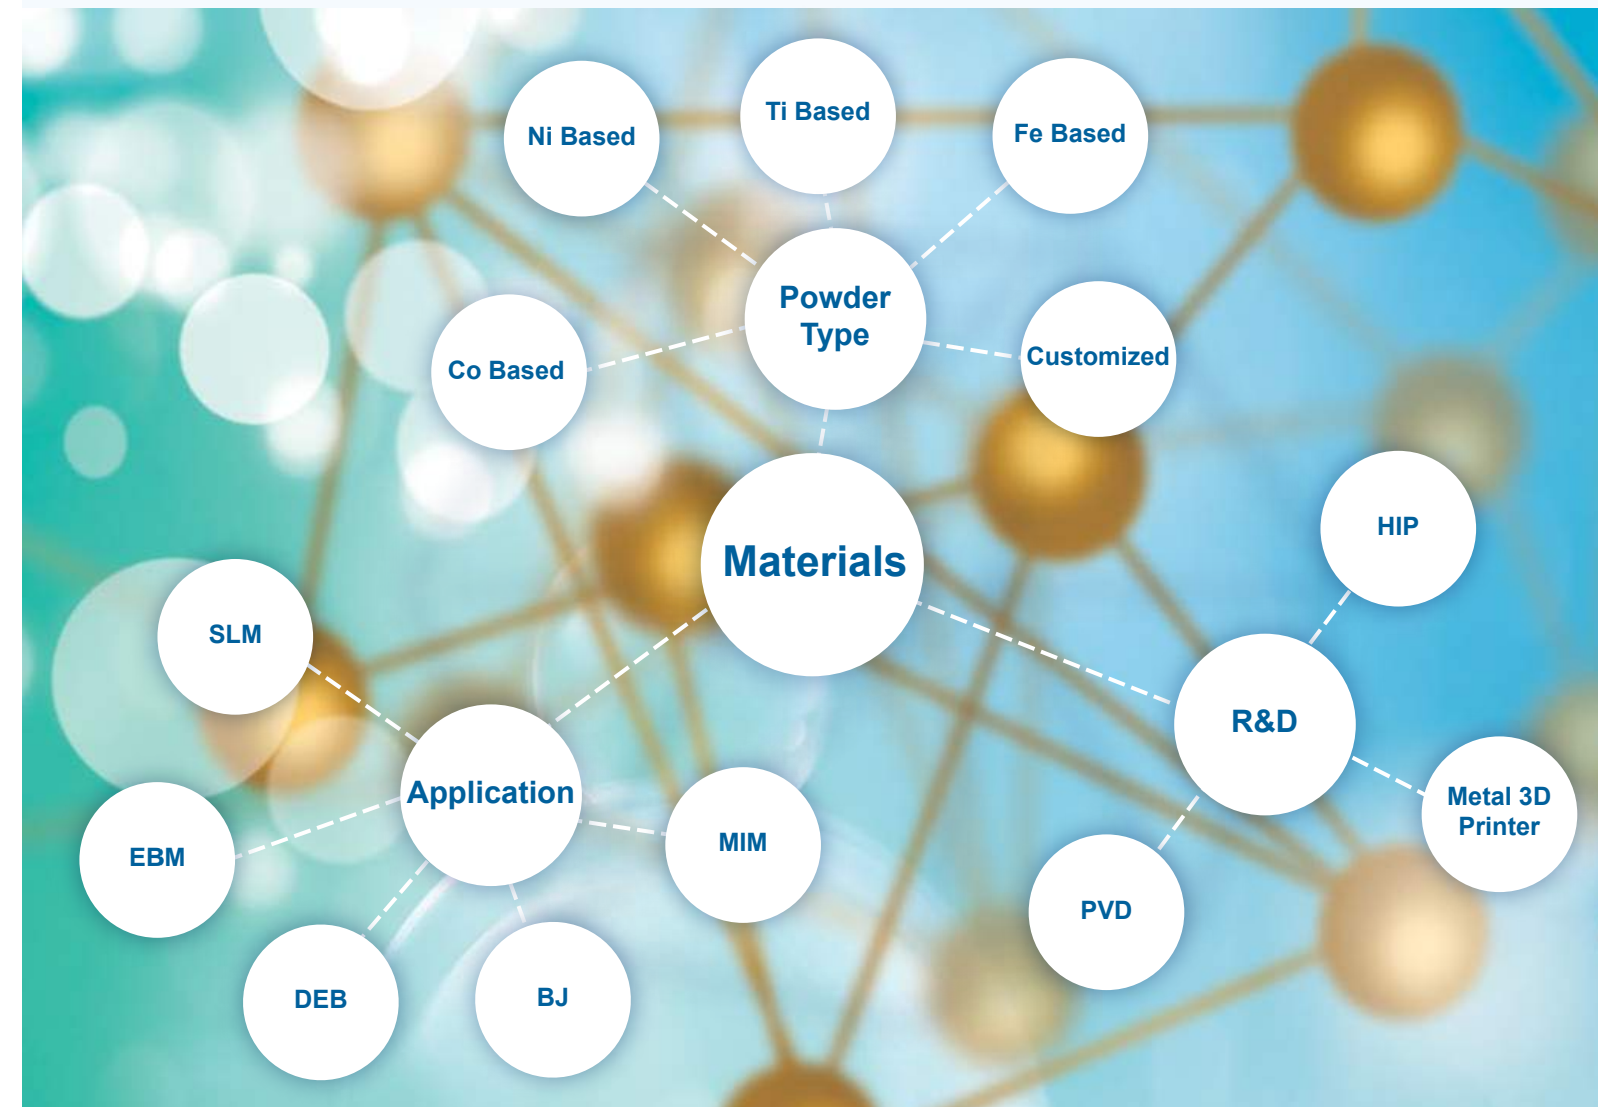 Ti Based
Ni Based
Fe Based
Powder
Type
Co Based
Customized
Materials
HIP
SLM
R&D
Application
Metal 3D
Printer
EBM
MIM
PVD
DEB
BJ